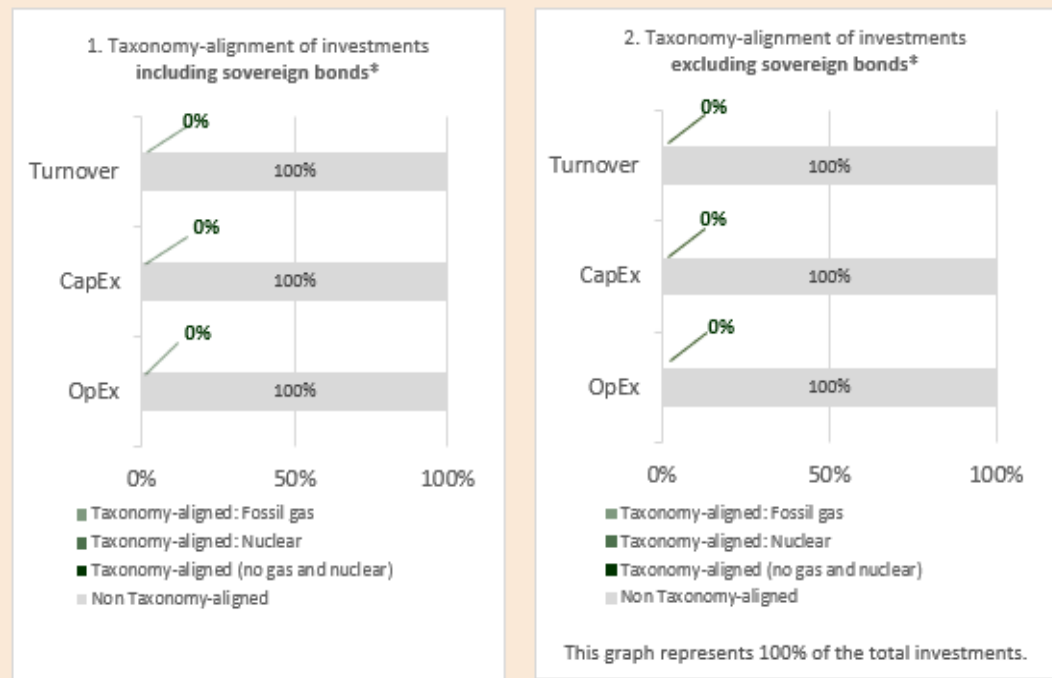 1. Taxonomy-alignment of investments
including sovereign bonds*
0%
Turnover
100%
0%
CapEx
100%
0%
OpEx
100%
0% 50% 100%
Taxonomy-aligned: Fossil gas
Taxonomy-aligned: Nuclear
Taxonomy-aligned (no gas and nuclear)
Non Taxonomy-aligned
2. Taxonomy-alignment of investments
excluding sovereign bonds*
0%
Turnover
100%
0%
CapEx
100%
0%
OpEx
100%
0% 50% 100%
Taxonomy-aligned: Fossil gas
Taxonomy-aligned: Nuclear
Taxonomy-aligned (no gas and nuclear)
Non Taxonomy-aligned
This graph represents 100% of the total investments.